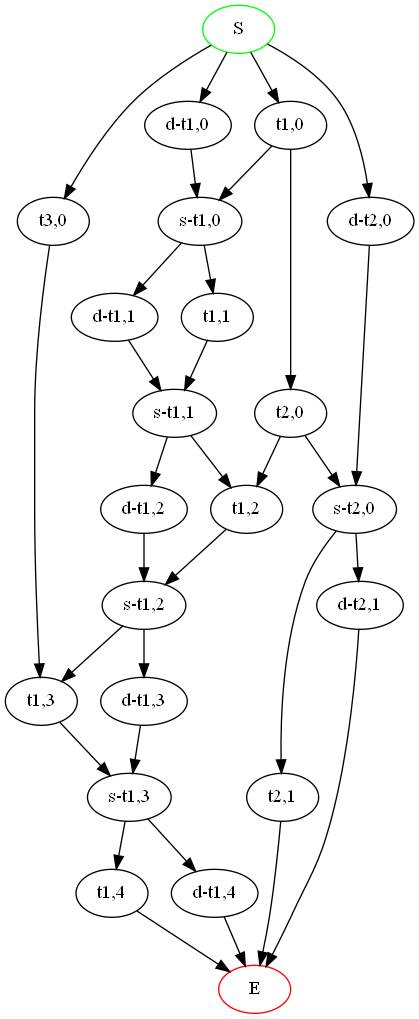 S
d-t1,0
t1,0
t3,0
s-t1,0
d-t2,0
d-t1,1
t1,1
s-t1,1
t2,0
d-t1,2
t1,2
s-t2,0
s-t1,2
d-t2,1
t1,3
d-t1,3
s-t1,3
t2,1
t1,4
d-t1,4
E